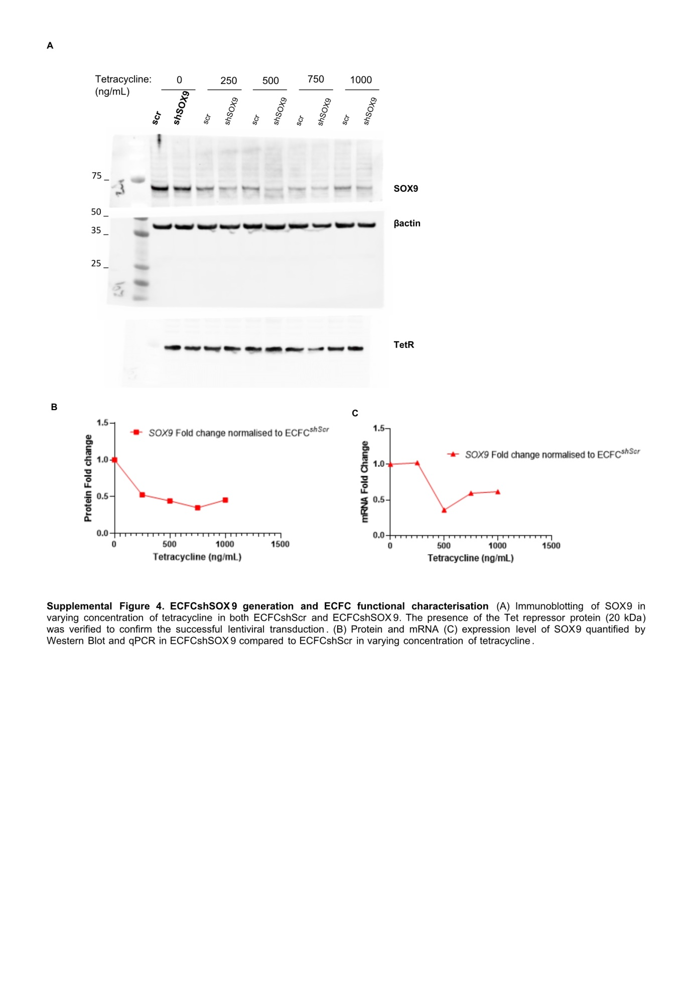 A
Tetracycline: 0 250 500 750 1000
(ng/mL)
scr shSOX9 scr shSOX9 scr shSOX9 scr shSOX9 scr shSOX9
75
SOX9
50
βactin
35
25
TetR
B
C
1.5
SOX9 Fold change normalised to ECFCshScr
1.0
0.5
0.0
Protein Fold change
0 500 1000 1500
Tetracycline (ng/mL)
1.5
SOX9 Fold change normalised to ECFCshScr
1.0
0.5
0.0
mRNA Fold Change
0 500 1000 1500
Tetracycline (ng/mL)
Supplemental Figure 4. ECFCshSOX9 generation and ECFC functional characterisation (A) Immunoblotting of SOX9 in
varying concentration of tetracycline in both ECFCshScr and ECFCshSOX9. The presence of the Tet repressor protein (20 kDa)
was verified to confirm the successful lentiviral transduction. (B) Protein and mRNA (C) expression level of SOX9 quantified by
Western Blot and qPCR in ECFCshSOX9 compared to ECFCshScr in varying concentration of tetracycline.